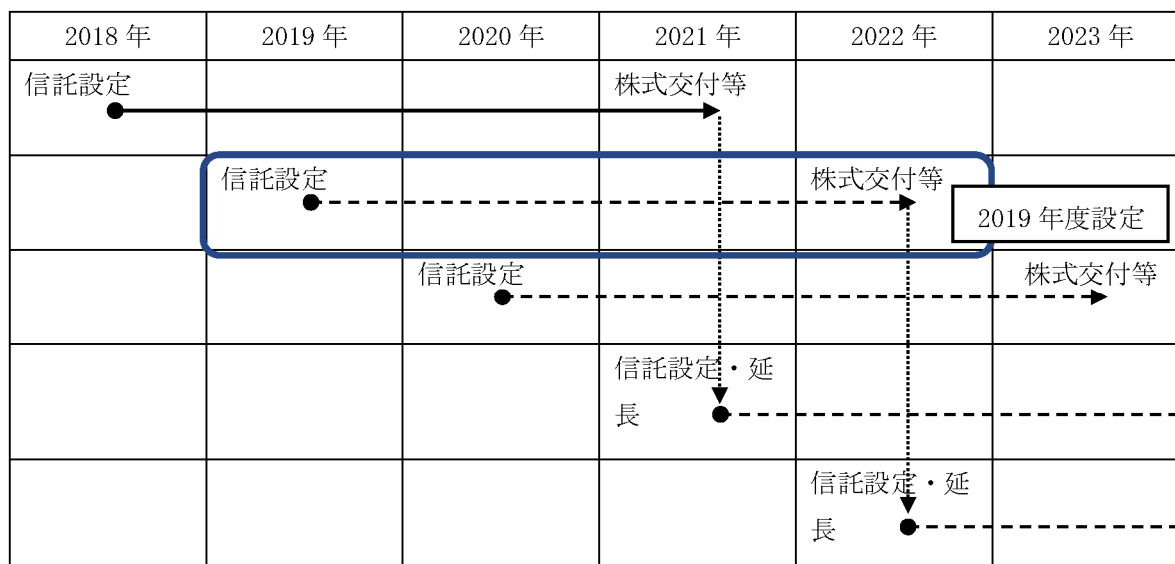 2018 年
2019 年
2020 年
2021 年
2022 年
2023 年
信託設定
株式交付等
信託設定
株式交付等
2019 年度設定
信託設定
株式交付等
信託設定・延
長
信託設定・延
長